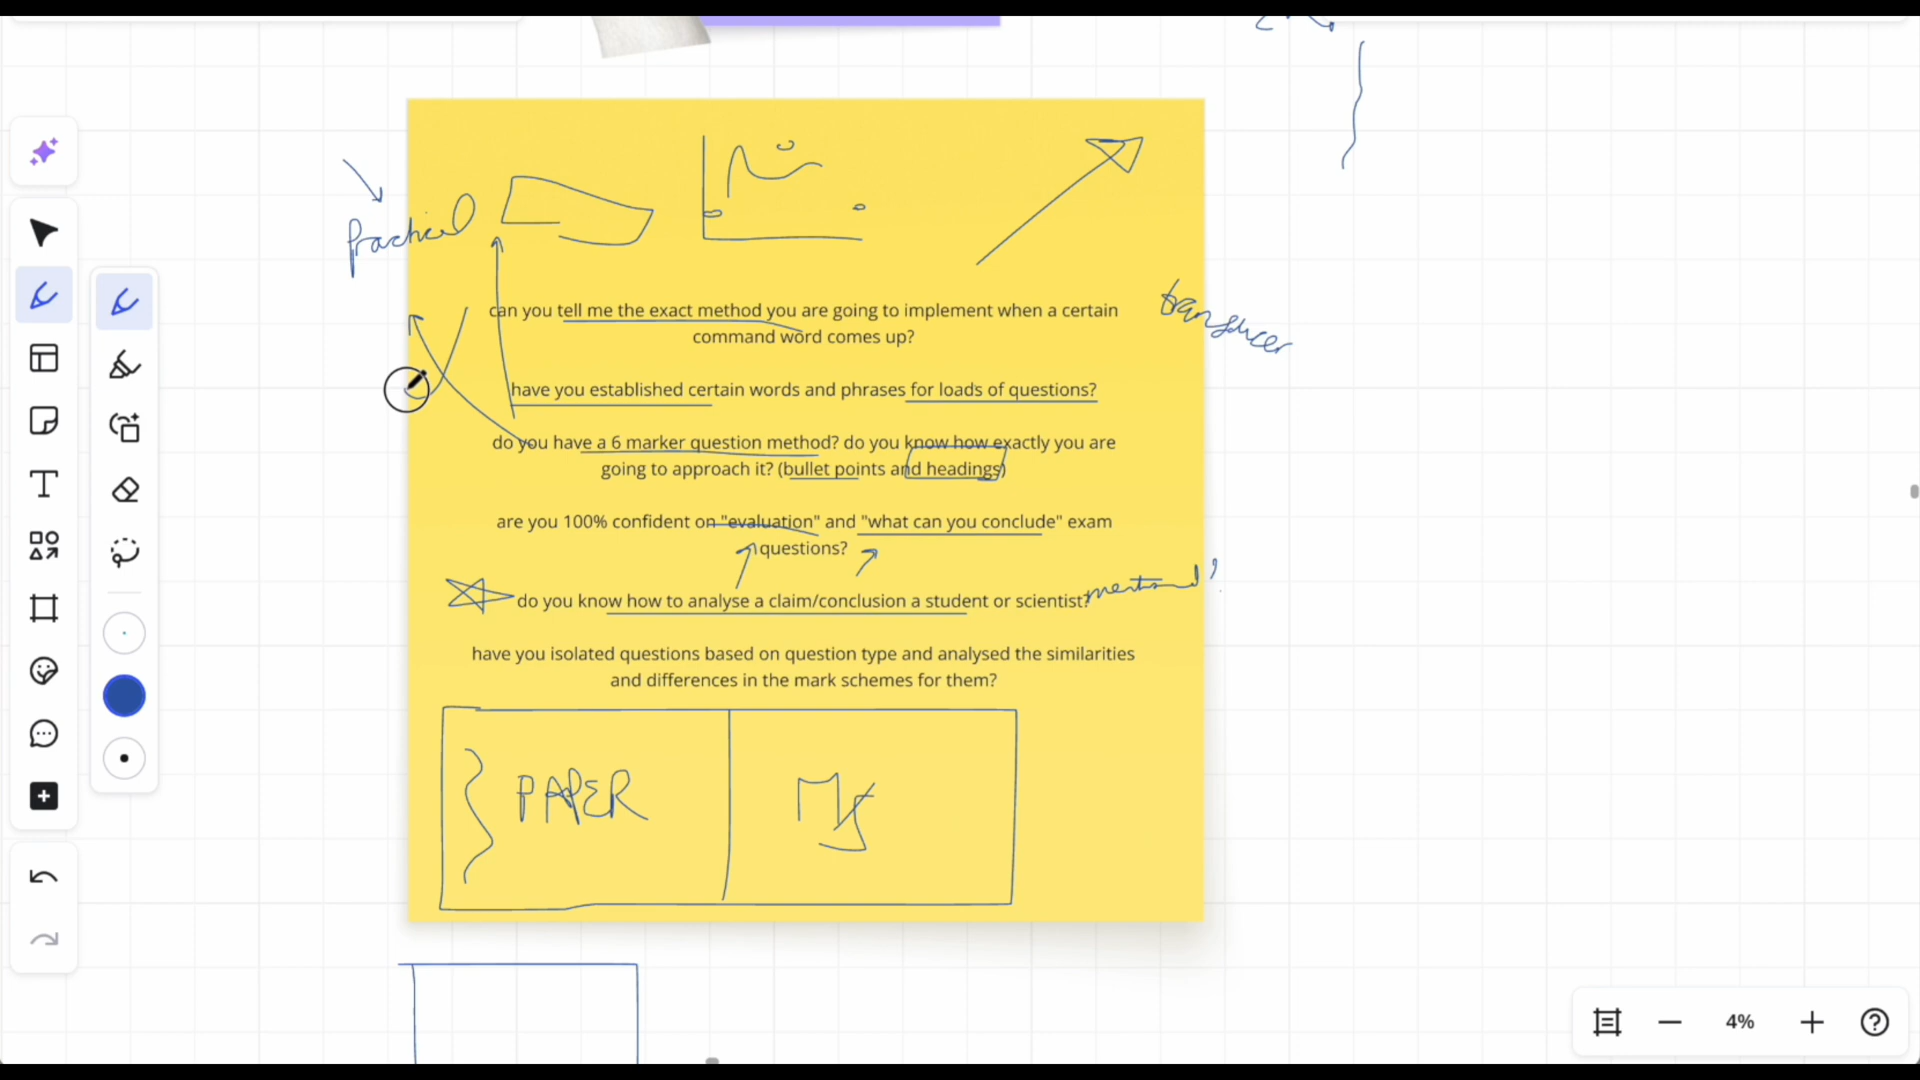 practical
can you tell me the exact method you are going to implement when a certain
command word comes up?
transducer
have you established certain words and phrases for loads of questions?
do you have a 6 marker question method? do you know how exactly you are
going to approach it? (bullet points and headings)
are you 100% confident on "evaluation" and "what can you conclude" exam
questions?
do you know how to analyse a claim/conclusion a student or scientist?
have you isolated questions based on question type and analysed the similarities
and differences in the mark schemes for them?
PAPER
MS
4%